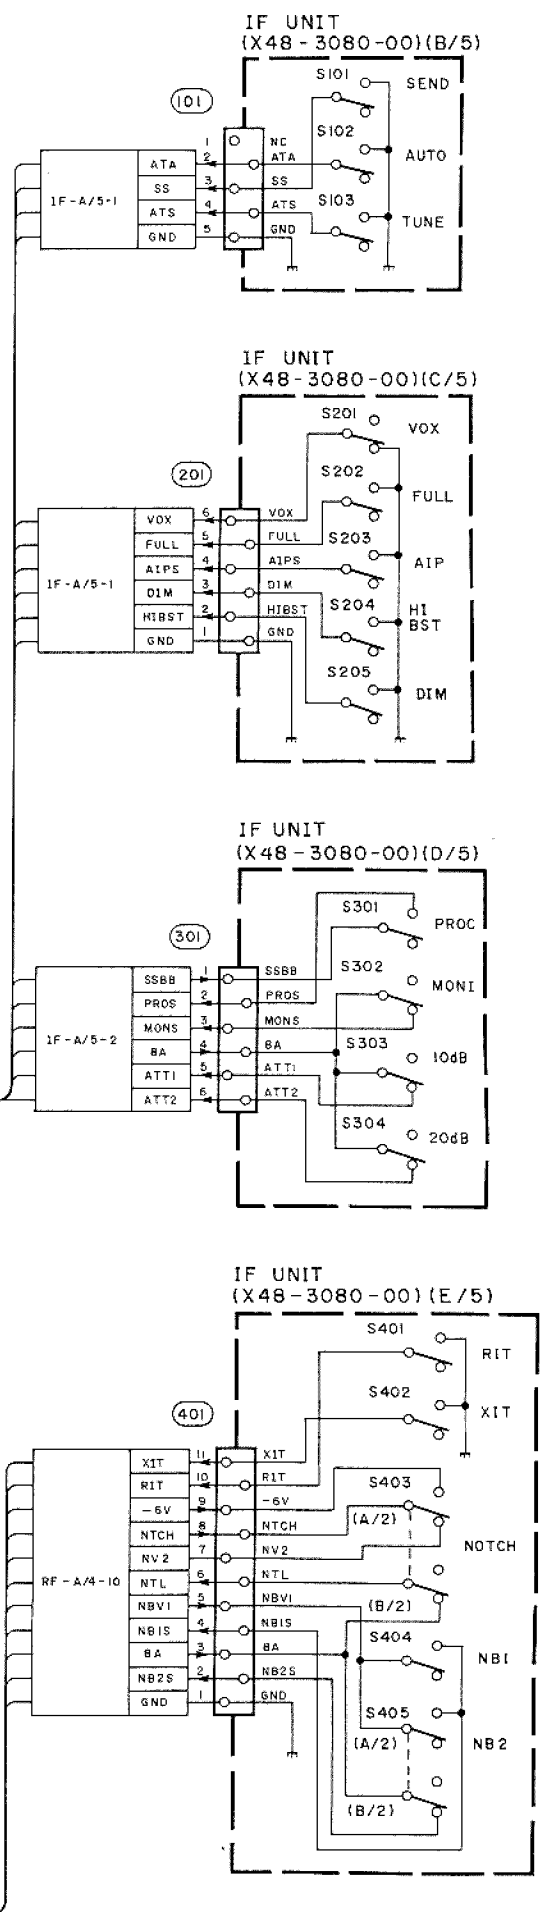 IF UNIT
(X48-3080-00)(B/5)
101
S101 SEND
1 NC
S102 AUTO
ATA 2 ATA
1F-A/5-1
SS 3 SS
S103 TUNE
ATS 4 ATS
GND 5 GND
IF UNIT
(X48-3080-00)(C/5)
201
S201 VOX
S202 FULL
VOX 6 VOX
FULL 5 FULL
S203 AIP
AIPS 4 AIPS
1F-A/5-1
DIM 3 DIM
S204 HI
BST
HIBST 2 HIBST
GND 1 GND
S205 DIM
IF UNIT
(X48-3080-00)(D/5)
301
S301 PROC
S302 MONI
SSBB 1 SSBB
PROS 2 PROS
MONS 3 MONS
1F-A/5-2
S303 10dB
8A 4 8A
ATT1 5 ATT1
ATT2 6 ATT2
S304 20dB
IF UNIT
(X48-3080-00)(E/5)
401
S401 RIT
S402 XIT
XIT 11 XIT
RIT 10 RIT
S403
-6V 9 -6V
(A/2)
NTCH 8 NTCH
NOTCH
NV2 7 NV2
RF-A/4-10
NTL 6 NTL
NBV1 5 NBV1
(B/2)
NB1S 4 NB1S
S404 NB1
8A 3 8A
NB2S 2 NB2S
GND 1 GND
S405
(A/2)
NB2
(B/2)